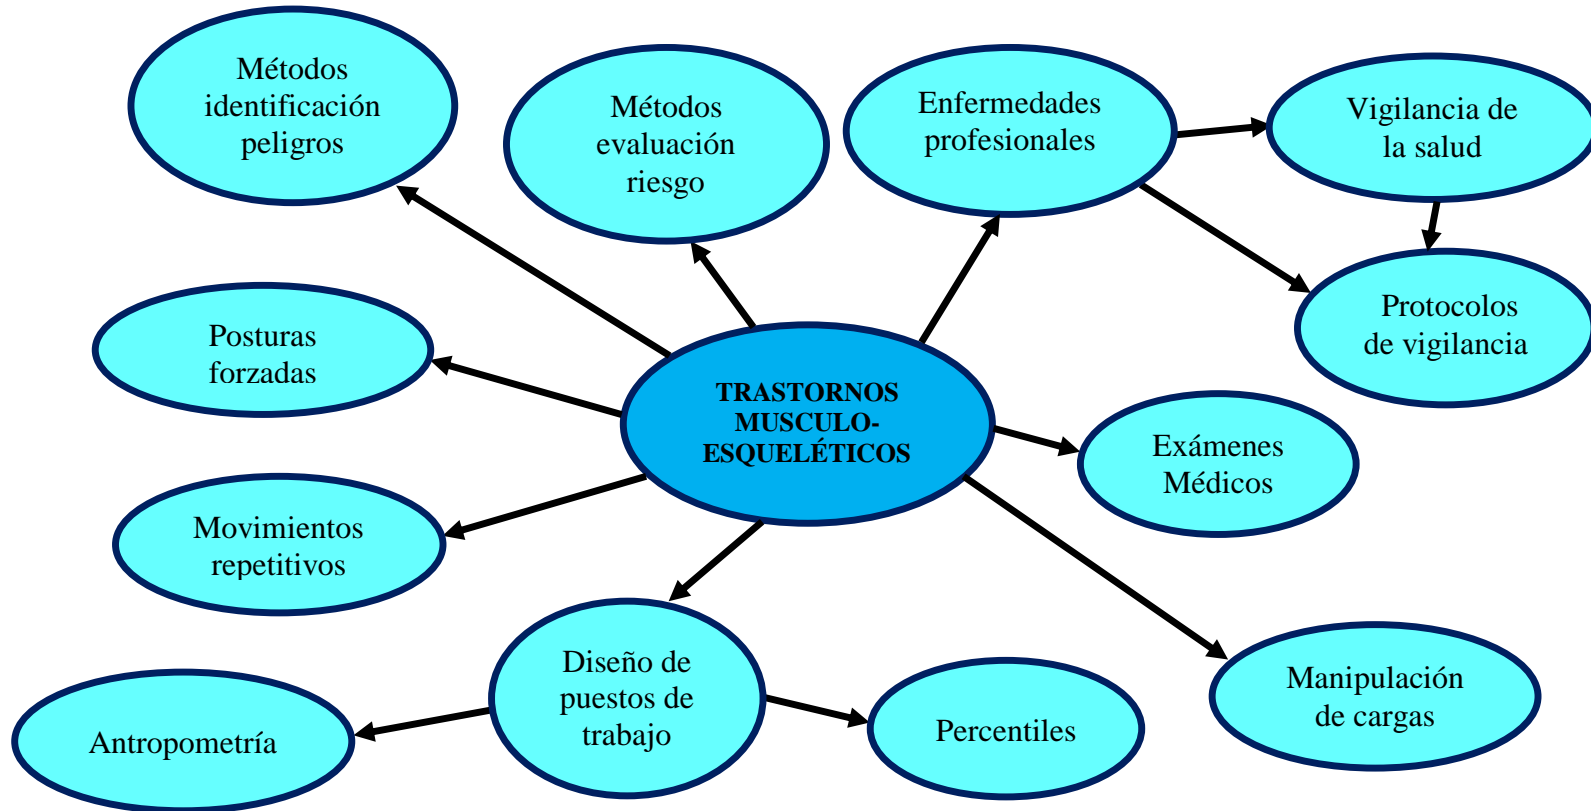 Métodos
identificación
peligros
Métodos
evaluación
riesgo
Enfermedades
profesionales
Vigilancia de
la salud
Posturas
forzadas
Protocolos
de vigilancia
TRASTORNOS
MUSCULO-
ESQUELÉTICOS
Exámenes
Médicos
Movimientos
repetitivos
Diseño de
puestos de
trabajo
Manipulación
de cargas
Antropometría
Percentiles